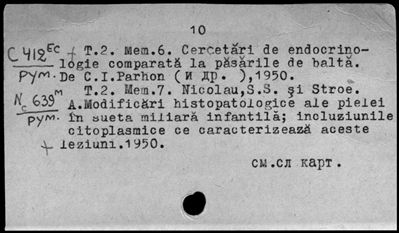 10
С 412 Ес + T.2. Mem.6. Cercetări de endocrino-
logie comparată la păsările de baltă.
рум. De C.I.Parhon ( И ДР. ),1950.
T.2. Mem.7. Nicolau,S.S. şi Stroe.
Nc 639 м A.Modificări histopatologice ale pielei
рум. în sueta miliară infantilă; incluziunile
citoplasmice ce caracterizează aceste
+ leziuni.1950.
см.сл карт.